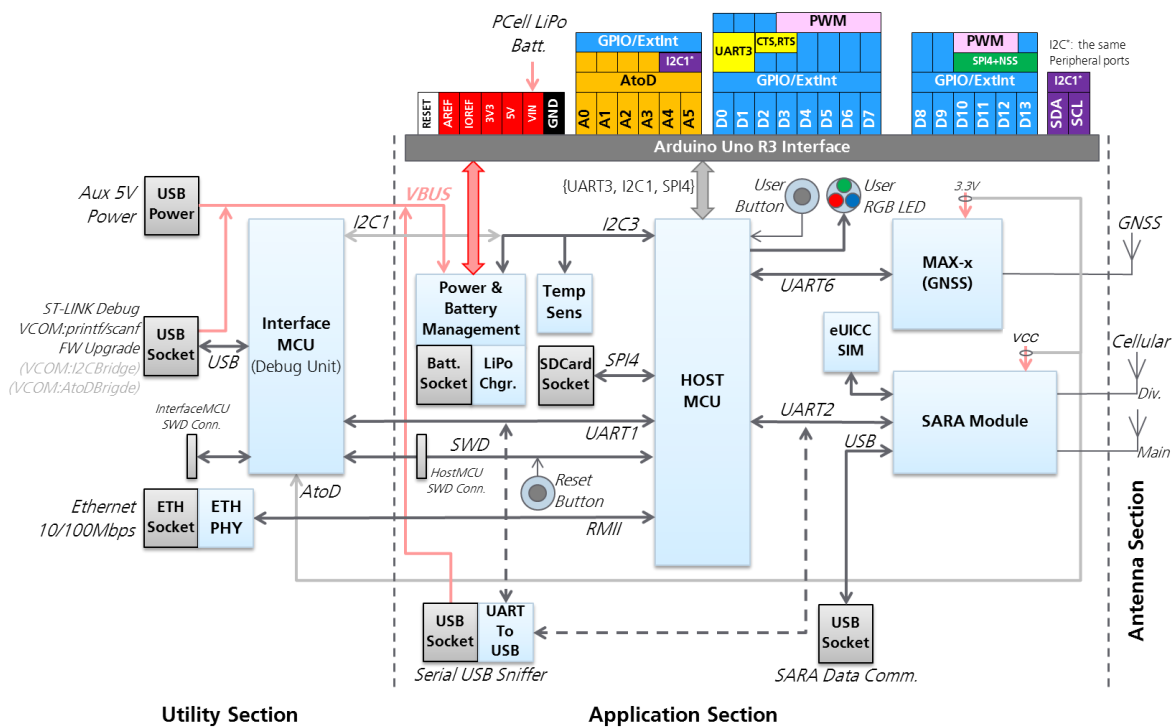 PCell LiPo
Batt.
RESET
AREF
IOREF
3V3
5V
VIN
GND
GPIO/ExtInt
I2C1*
AtoD
A0
A1
A2
A3
A4
A5
PWM
UART3
CTS,RTS
GPIO/ExtInt
D0
D1
D2
D3
D4
D5
D6
D7
PWM
SPI4+NSS
GPIO/ExtInt
D8
D9
D10
D11
D12
D13
I2C*: the same
Peripheral ports
I2C1*
SDA
SCL
Arduino Uno R3 Interface
Aux 5V
Power
USB
Power
VBUS
{UART3, I2C1, SPI4}
User
Button
User
RGB LED
3.3V
GNSS
I2C1
I2C3
MAX-x
(GNSS)
UART6
Power &
Battery
Management
Temp
Sens
Batt.
Socket
LiPo
Chgr.
SDCard
Socket
SPI4
ST-LINK Debug
VCOM:printf/scanf
FW Upgrade
(VCOM:I2CBridge)
(VCOM:AtoDBrigde)
USB
Socket
USB
Interface
MCU
(Debug Unit)
HOST
MCU
eUICC
SIM
VCC
Cellular
Div.
Main
SARA Module
UART2
USB
UART1
InterfaceMCU
SWD Conn.
SWD
HostMCU
SWD Conn.
Reset
Button
AtoD
Ethernet
10/100Mbps
ETH
Socket
ETH
PHY
RMII
USB
Socket
UART
To
USB
Serial USB Sniffer
USB
Socket
SARA Data Comm.
Antenna Section
Utility Section
Application Section